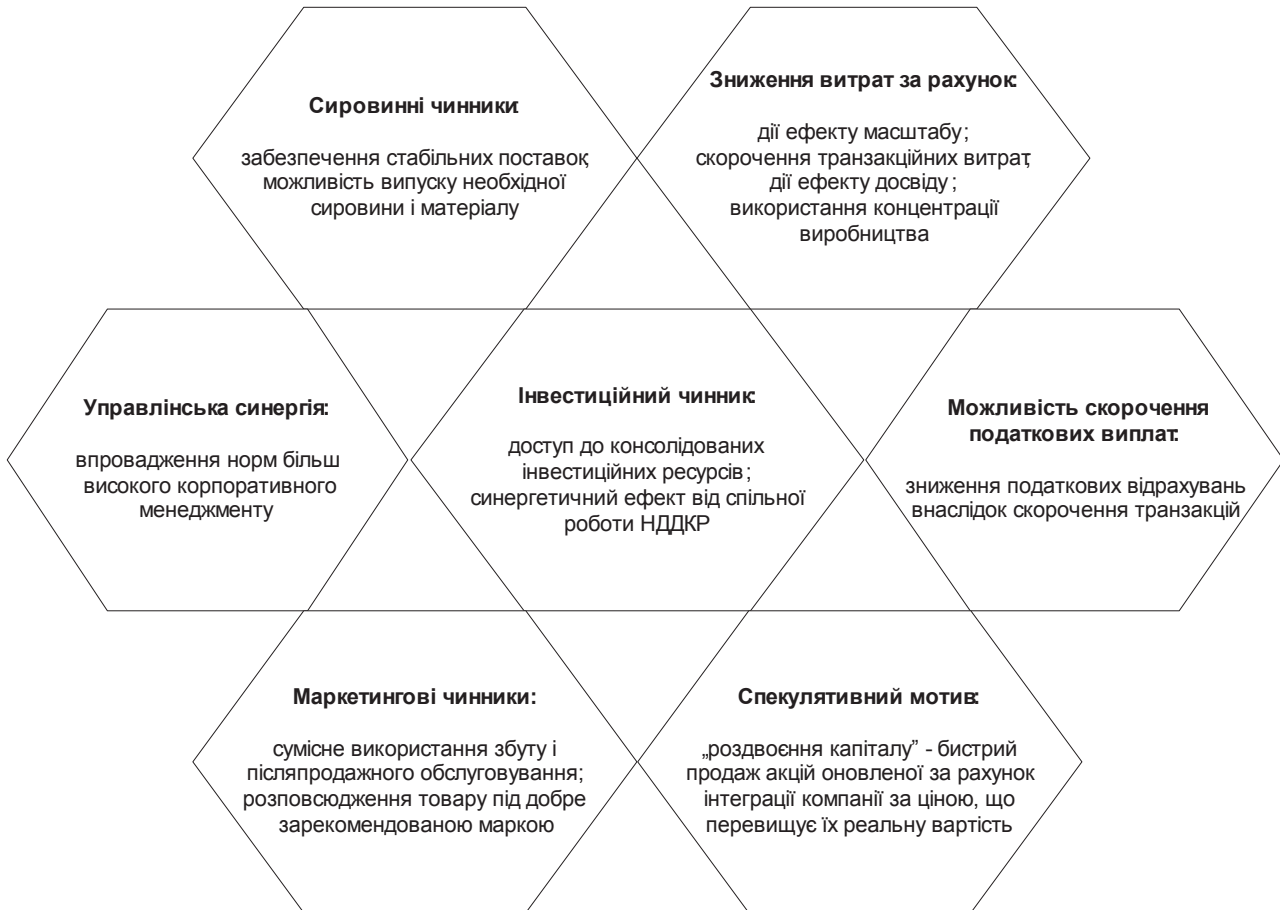 Сировинні чинники:
забезпечення стабільних поставок;
можливість випуску необхідної
сировини і матеріалу
Зниження витрат за рахунок:
дії ефекту масштабу;
скорочення транзакційних витрат;
дії ефекту досвіду;
використання концентрації
виробництва
Управлінська синергія:
впровадження норм більш
високого корпоративного
менеджменту
Інвестиційний чинник:
доступ до консолідованих
інвестиційних ресурсів;
синергетичний ефект від спільної
роботи НДДКР
Можливість скорочення
податкових виплат:
зниження податкових відрахувань
внаслідок скорочення транзакцій
Маркетингові чинники:
сумісне використання збуту і
післяпродажного обслуговування;
розповсюдження товару під добре
зарекомендованою маркою
Спекулятивний мотив:
„роздвоєння капіталу” - бистрий
продаж акцій оновленої за рахунок
інтеграції компанії за ціною, що
перевищує їх реальну вартість